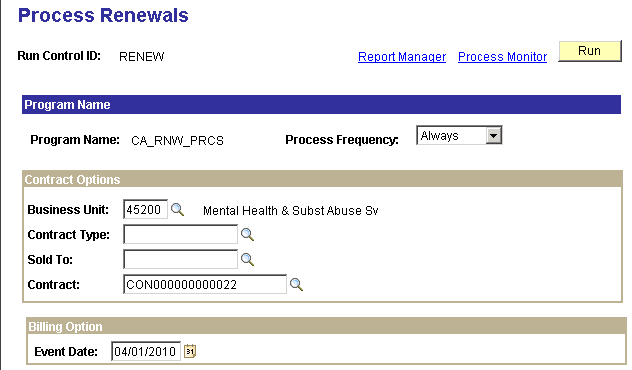 Process Renewals
Run Control ID: RENEW Report Manager Process Monitor Run
Program Name
Program Name: CA_RNW_PRCS Process Frequency: Always
Contract Options
Business Unit: 45200 Mental Health & Subst Abuse Sv
Contract Type:
Sold To:
Contract: CON000000000022
Billing Option
Event Date: 04/01/2010 31